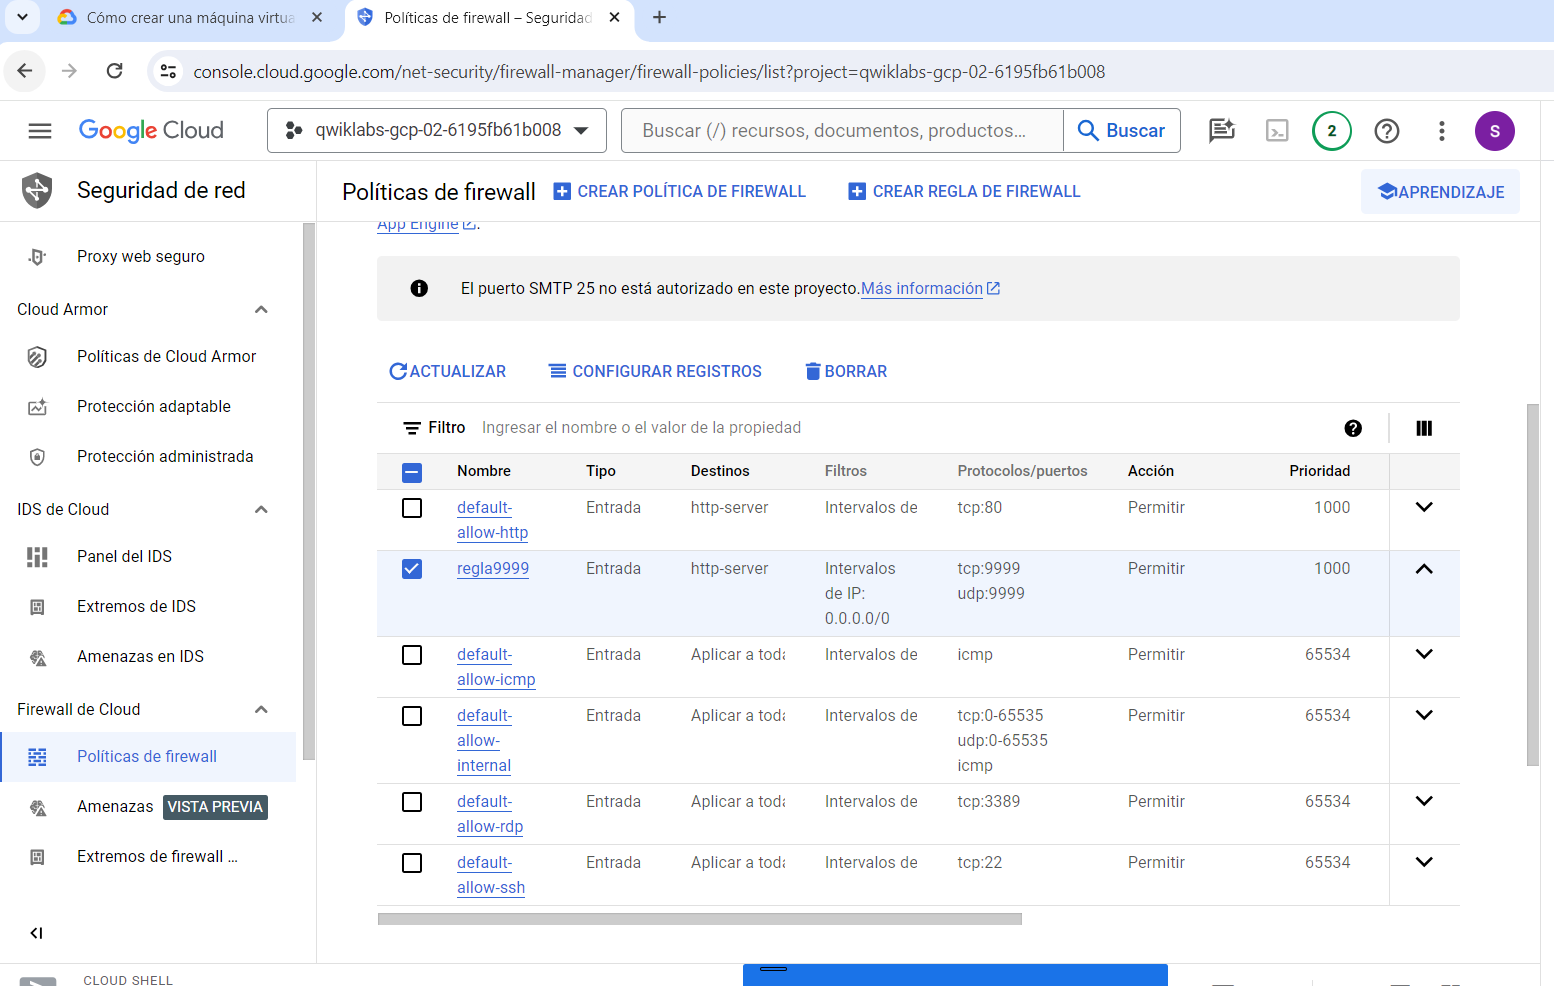 Cómo crear una máquina virtua
Políticas de firewall – Seguridad
console.cloud.google.com/net-security/firewall-manager/firewall-policies/list?project=qwiklabs-gcp-02-6195fb61b008
Google Cloud
qwiklabs-gcp-02-6195fb61b008
Buscar (/) recursos, documentos, productos...
Buscar
2
S
Seguridad de red
Políticas de firewall
CREAR POLÍTICA DE FIREWALL
CREAR REGLA DE FIREWALL
APRENDIZAJE
Proxy web seguro
Cloud Armor
Políticas de Cloud Armor
Protección adaptable
Protección administrada
IDS de Cloud
Panel del IDS
Extremos de IDS
Amenazas en IDS
Firewall de Cloud
Políticas de firewall
Amenazas VISTA PREVIA
Extremos de firewall ...
App Engine.
El puerto SMTP 25 no está autorizado en este proyecto. Más información
ACTUALIZAR CONFIGURAR REGISTROS BORRAR
Filtro Ingresar el nombre o el valor de la propiedad
Nombre Tipo Destinos Filtros Protocolos/puertos Acción Prioridad
default- Entrada http-server Intervalos de tcp:80 Permitir 1000
allow-http
regla9999 Entrada http-server Intervalos tcp:9999 Permitir 1000
de IP: udp:9999
0.0.0.0/0
default- Entrada Aplicar a toda Intervalos de icmp Permitir 65534
allow-icmp
default- Entrada Aplicar a toda Intervalos de tcp:0-65535 Permitir 65534
allow- udp:0-65535
internal icmp
default- Entrada Aplicar a toda Intervalos de tcp:3389 Permitir 65534
allow-rdp
default- Entrada Aplicar a toda Intervalos de tcp:22 Permitir 65534
allow-ssh
CLOUD SHELL